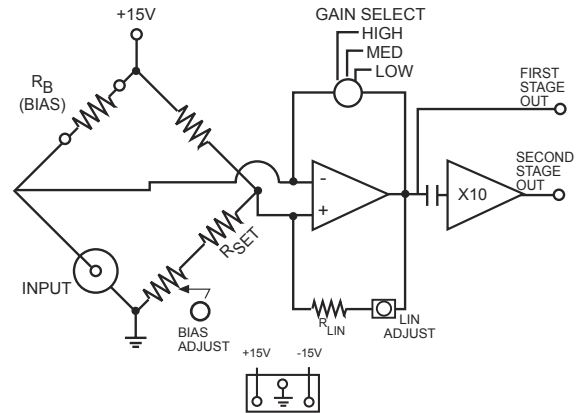 +15V
GAIN SELECT
HIGH
MED
LOW
RB
(BIAS)
FIRST
STAGE
OUT
SECOND
STAGE
OUT
-
+
X10
RSET
INPUT
BIAS
ADJUST
RLIN
LIN
ADJUST
+15V
-15V